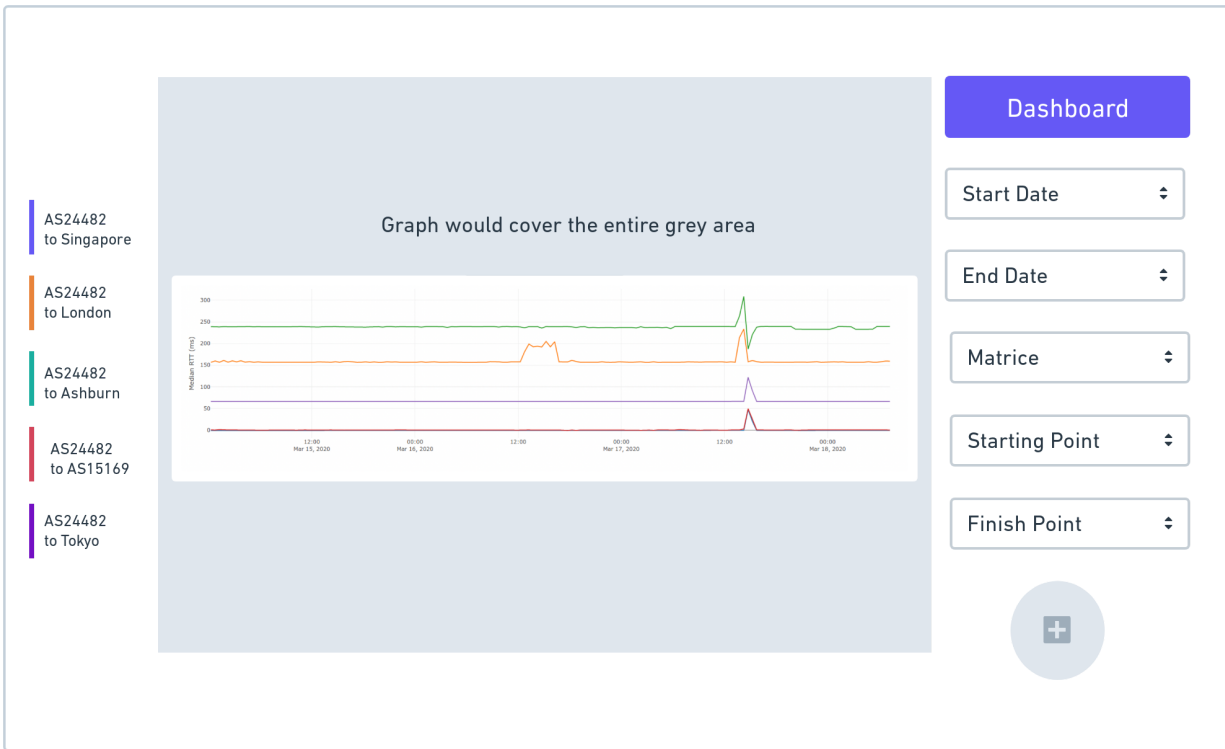 Dashboard
Start Date
End Date
Matrice
Starting Point
Finish Point
AS24482
to Singapore
AS24482
to London
AS24482
to Ashburn
AS24482
to AS15169
AS24482
to Tokyo
Graph would cover the entire grey area
Median RTT (ms)
300
250
200
150
100
50
0
12:00
Mar 15, 2020
00:00
Mar 16, 2020
12:00
00:00
Mar 17, 2020
12:00
00:00
Mar 18, 2020